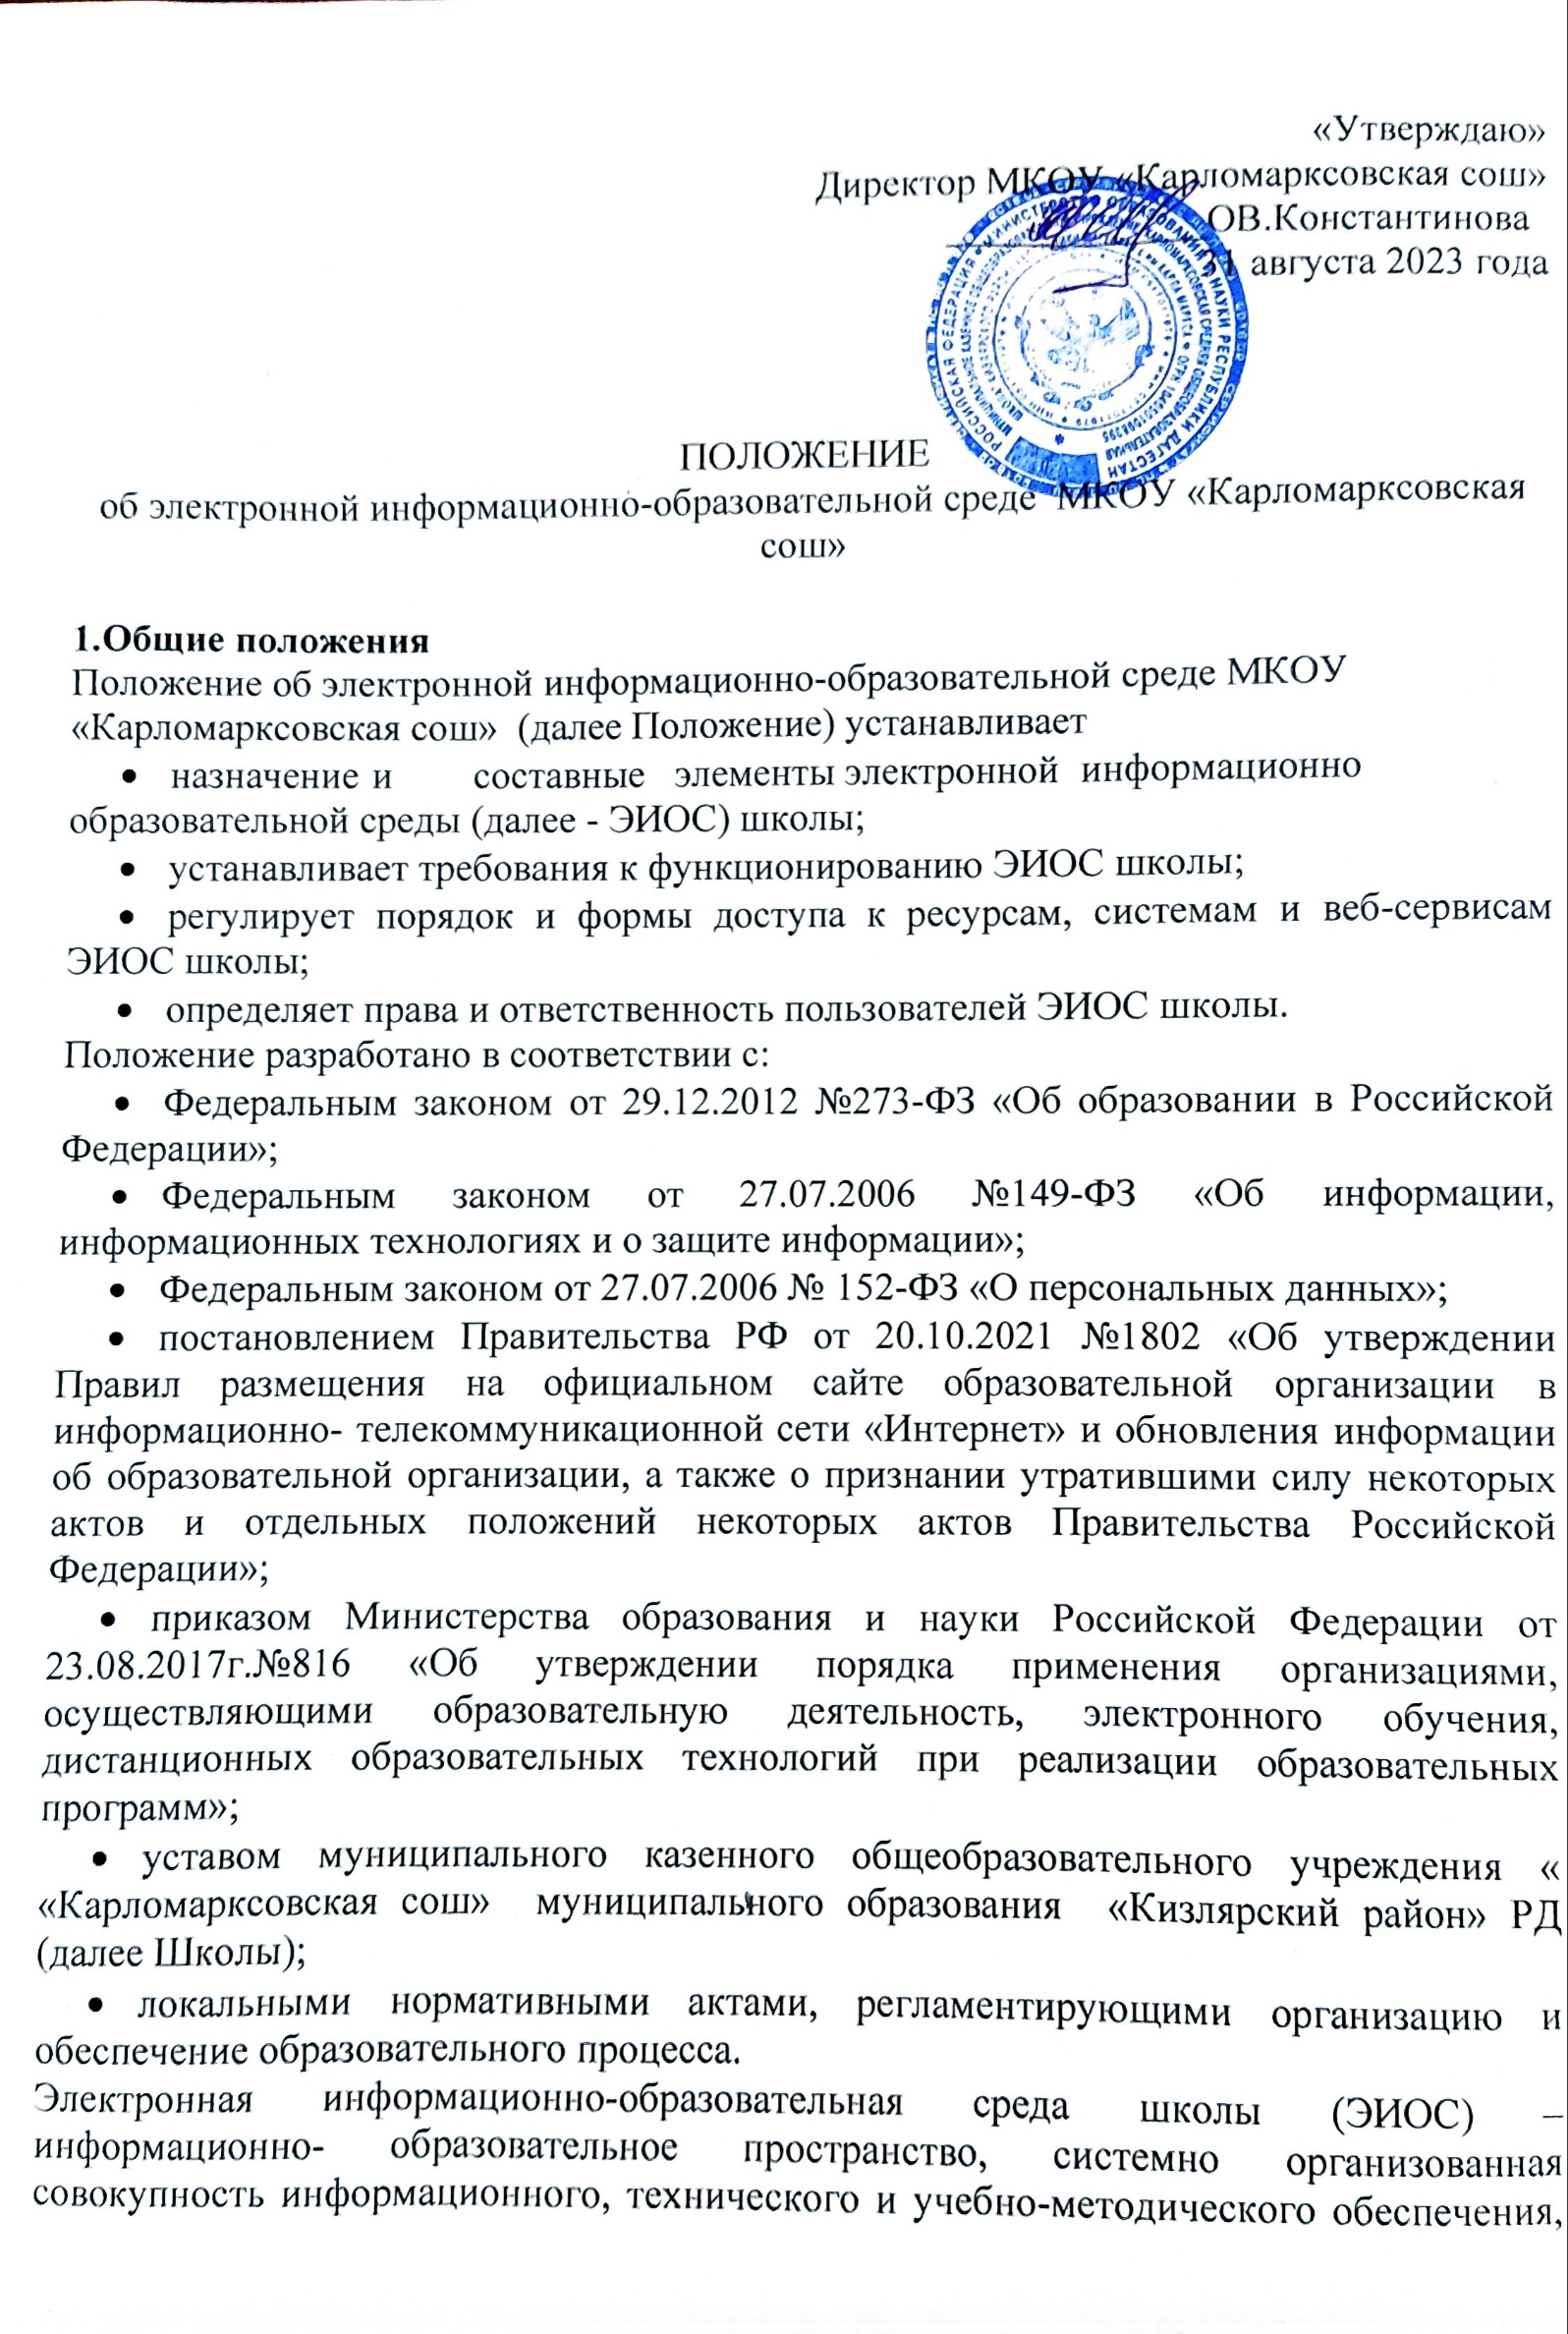 «Утверждаю»
Директор МКОУ «Карломарксовская сош»
ОВ.Константинова
31 августа 2023 года
РОССИЙСКАЯ ФЕДЕРАЦИЯ МИНИСТЕРСТВО ОБРАЗОВАНИЯ И НАУКИ РЕСПУБЛИКИ ДАГЕСТАН
ПОЛОЖЕНИЕ
об электронной информационно-образовательной среде МКОУ «Карломарксовская
сош»
1.Общие положения
Положение об электронной информационно-образовательной среде МКОУ
«Карломарксовская сош» (далее Положение) устанавливает
• назначение и составные элементы электронной информационно
образовательной среды (далее - ЭИОС) школы;
• устанавливает требования к функционированию ЭИОС школы;
• регулирует порядок и формы доступа к ресурсам, системам и веб-сервисам
ЭИОС школы;
• определяет права и ответственность пользователей ЭИОС школы.
Положение разработано в соответствии с:
• Федеральным законом от 29.12.2012 №273-ФЗ «Об образовании в Российской
Федерации»;
• Федеральным законом от 27.07.2006 №149-ФЗ «Об информации,
информационных технологиях и о защите информации»;
• Федеральным законом от 27.07.2006 № 152-ФЗ «О персональных данных»;
• постановлением Правительства РФ от 20.10.2021 №1802 «Об утверждении
Правил размещения на официальном сайте образовательной организации в
информационно- телекоммуникационной сети «Интернет» и обновления информации
об образовательной организации, а также о признании утратившими силу некоторых
актов и отдельных положений некоторых актов Правительства Российской
Федерации»;
• приказом Министерства образования и науки Российской Федерации от
23.08.2017г.№816 «Об утверждении порядка применения организациями,
осуществляющими образовательную деятельность, электронного обучения,
дистанционных образовательных технологий при реализации образовательных
программ»;
• уставом муниципального казенного общеобразовательного учреждения «
«Карломарксовская сош» муниципального образования «Кизлярский район» РД
(далее Школы);
• локальными нормативными актами, регламентирующими организацию и
обеспечение образовательного процесса.
Электронная информационно-образовательная среда школы (ЭИОС) –
информационно- образовательное пространство, системно организованная
совокупность информационного, технического и учебно-методического обеспечения,